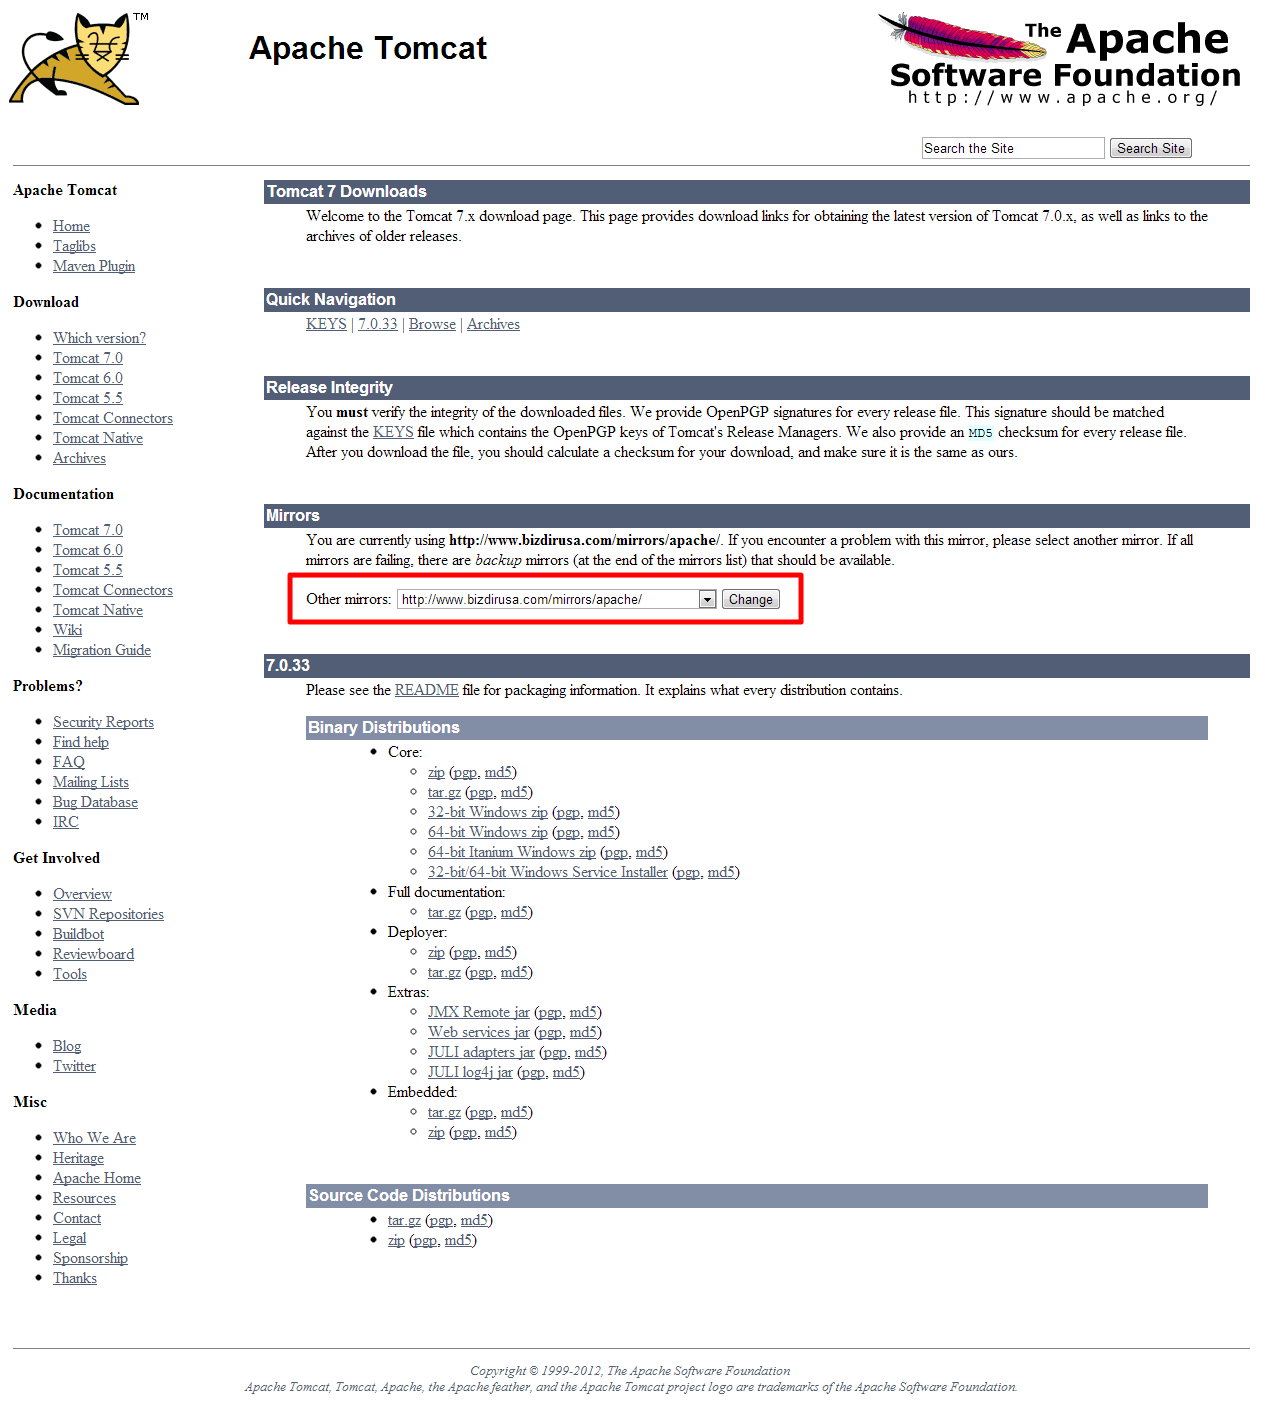 TM
Apache Tomcat
The Apache
Software Foundation
http://www.apache.org/
Search the Site Search Site
Apache Tomcat
Home
Taglibs
Maven Plugin
Download
Which version?
Tomcat 7.0
Tomcat 6.0
Tomcat 5.5
Tomcat Connectors
Tomcat Native
Archives
Documentation
Tomcat 7.0
Tomcat 6.0
Tomcat 5.5
Tomcat Connectors
Tomcat Native
Wiki
Migration Guide
Problems?
Security Reports
Find help
FAQ
Mailing Lists
Bug Database
IRC
Get Involved
Overview
SVN Repositories
Buildbot
Reviewboard
Tools
Media
Blog
Twitter
Misc
Who We Are
Heritage
Apache Home
Resources
Contact
Legal
Sponsorship
Thanks
Tomcat 7 Downloads
Welcome to the Tomcat 7.x download page. This page provides download links for obtaining the latest version of Tomcat 7.0.x, as well as links to the
archives of older releases.
Quick Navigation
KEYS | 7.0.33 | Browse | Archives
Release Integrity
You must verify the integrity of the downloaded files. We provide OpenPGP signatures for every release file. This signature should be matched
against the KEYS file which contains the OpenPGP keys of Tomcat's Release Managers. We also provide an MD5 checksum for every release file.
After you download the file, you should calculate a checksum for your download, and make sure it is the same as ours.
Mirrors
You are currently using http://www.bizdirusa.com/mirrors/apache/. If you encounter a problem with this mirror, please select another mirror. If all
mirrors are failing, there are backup mirrors (at the end of the mirrors list) that should be available.
Other mirrors: http://www.bizdirusa.com/mirrors/apache/ Change
7.0.33
Please see the README file for packaging information. It explains what every distribution contains.
Binary Distributions
Core:
zip (pgp, md5)
tar.gz (pgp, md5)
32-bit Windows zip (pgp, md5)
64-bit Windows zip (pgp, md5)
64-bit Itanium Windows zip (pgp, md5)
32-bit/64-bit Windows Service Installer (pgp, md5)
Full documentation:
tar.gz (pgp, md5)
Deployer:
zip (pgp, md5)
tar.gz (pgp, md5)
Extras:
JMX Remote jar (pgp, md5)
Web services jar (pgp, md5)
JULI adapters jar (pgp, md5)
JULI log4j jar (pgp, md5)
Embedded:
tar.gz (pgp, md5)
zip (pgp, md5)
Source Code Distributions
tar.gz (pgp, md5)
zip (pgp, md5)
Copyright © 1999-2012, The Apache Software Foundation
Apache Tomcat, Tomcat, Apache, the Apache feather, and the Apache Tomcat project logo are trademarks of the Apache Software Foundation.